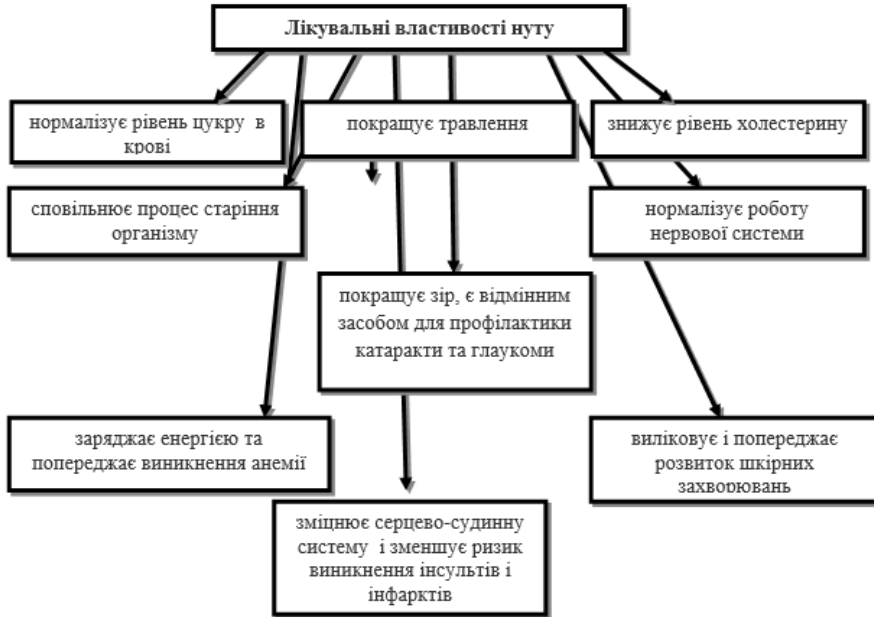 Лікувальні властивості нуту
нормалізує рівень цукру в
крові
покращує травлення
знижує рівень холестерину
сповільнює процес старіння
організму
нормалізує роботу
нервової системи
покращує зір, є відмінним
засобом для профілактики
катаракти та глаукоми
заряджає енергією та
попереджає виникнення анемії
виліковує і попереджає
розвиток шкірних
захворювань
зміцнює серцево-судинну
систему і зменшує ризик
виникнення інсультів і
інфарктів